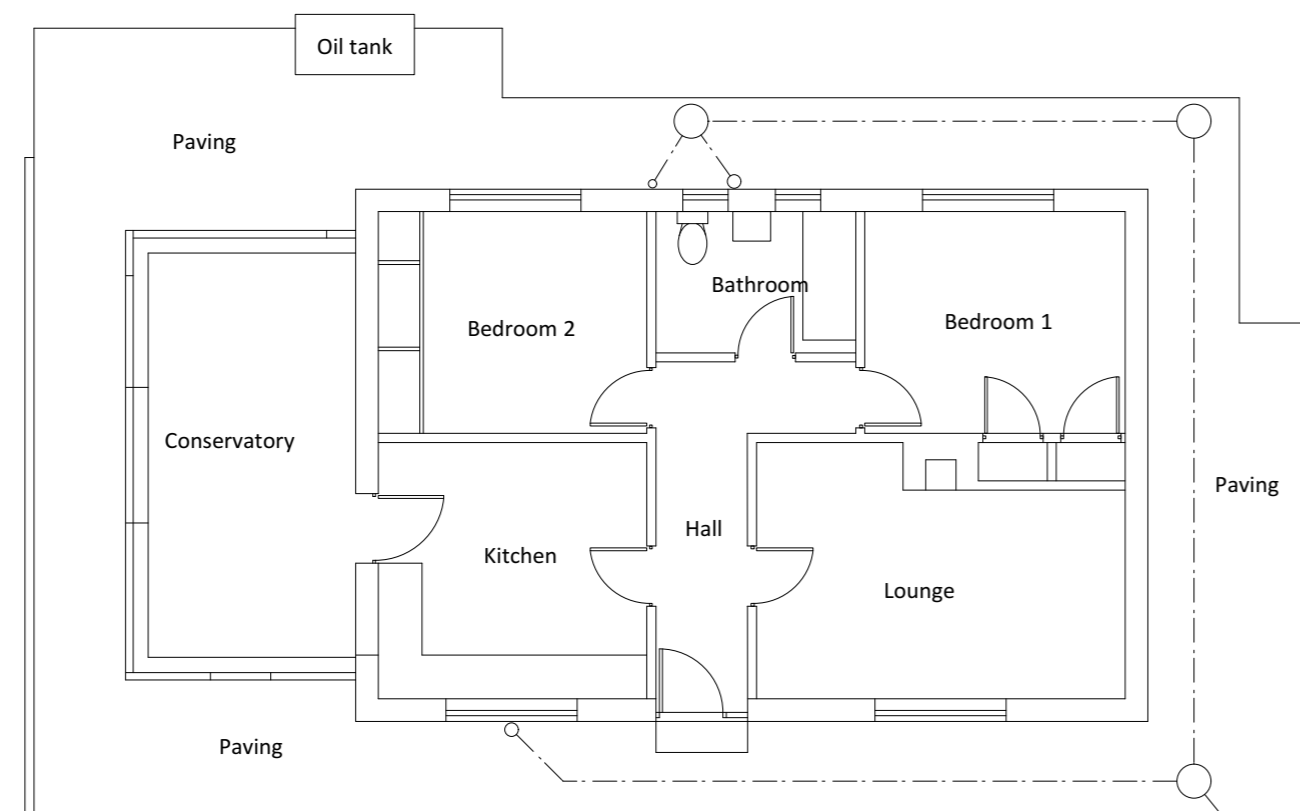 Oil tank
Paving
Bathroom
Bedroom 1
Bedroom 2
Conservatory
Paving
Hall
Kitchen
Lounge
Paving